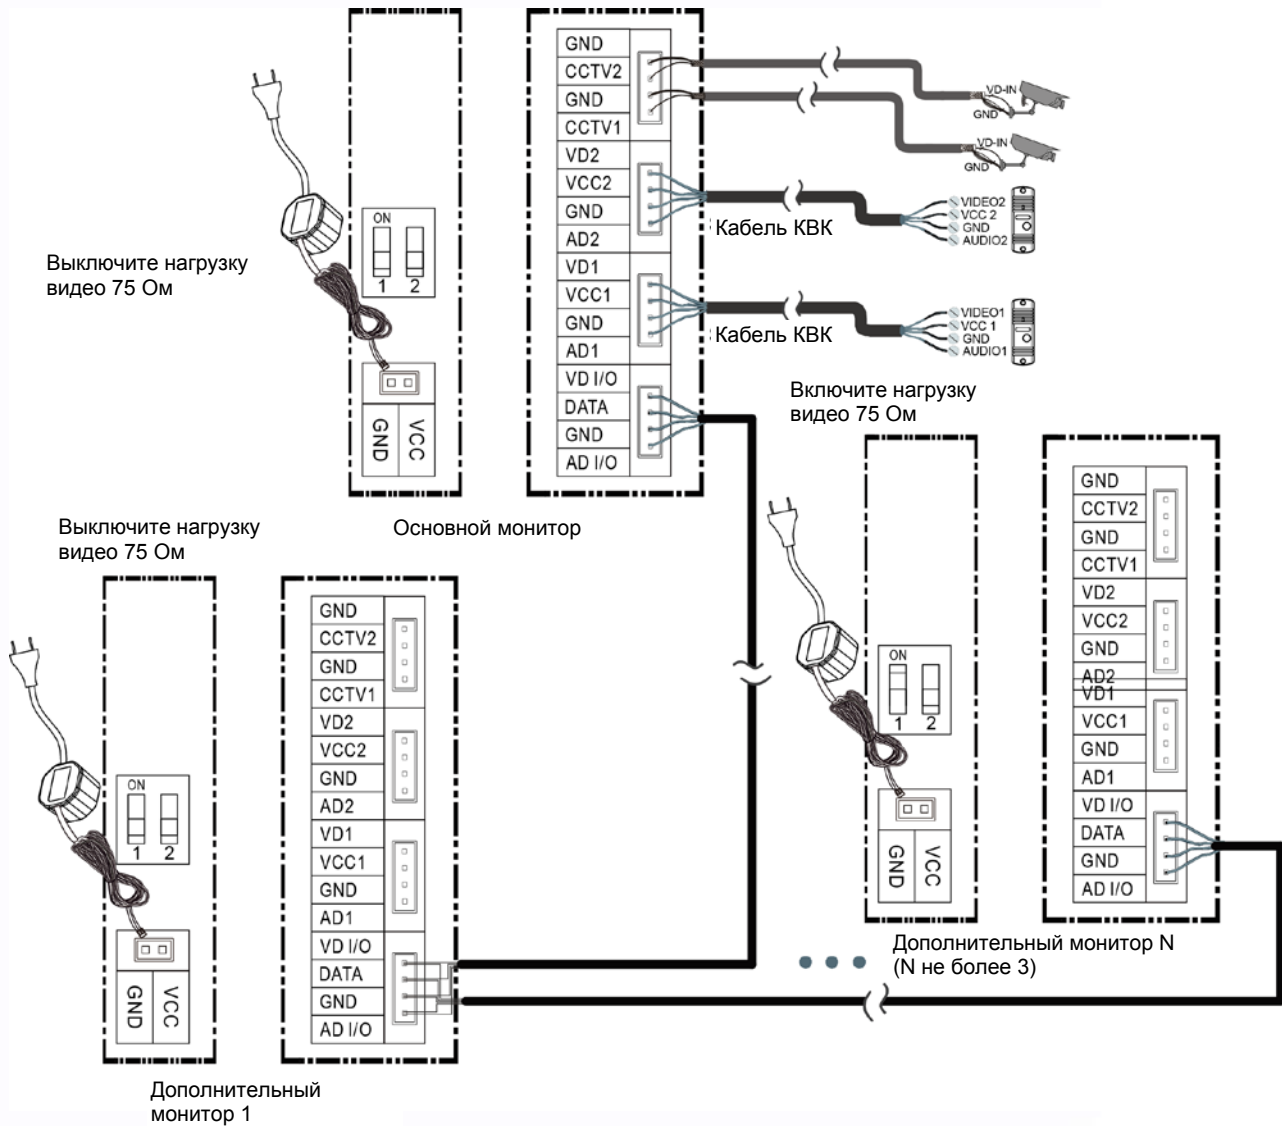 GND
CCTV2
GND
CCTV1
VD2
VCC2
GND
AD2
VD1
VCC1
GND
AD1
VD I/O
DATA
GND
AD I/O
VD-IN
GND
VD-IN
GND
Кабель КВК
VIDEO2
VCC 2
GND
AUDIO2
Кабель КВК
VIDEO1
VCC 1
GND
AUDIO1
Выключите нагрузку
видео 75 Ом
ON
1 2
GND VCC
Основной монитор
Включите нагрузку
видео 75 Ом
ON
1 2
GND VCC
GND
CCTV2
GND
CCTV1
VD2
VCC2
GND
AD2
VD1
VCC1
GND
AD1
VD I/O
DATA
GND
AD I/O
Дополнительный монитор N
(N не более 3)
Выключите нагрузку
видео 75 Ом
ON
1 2
GND VCC
GND
CCTV2
GND
CCTV1
VD2
VCC2
GND
AD2
VD1
VCC1
GND
AD1
VD I/O
DATA
GND
AD I/O
Дополнительный
монитор 1